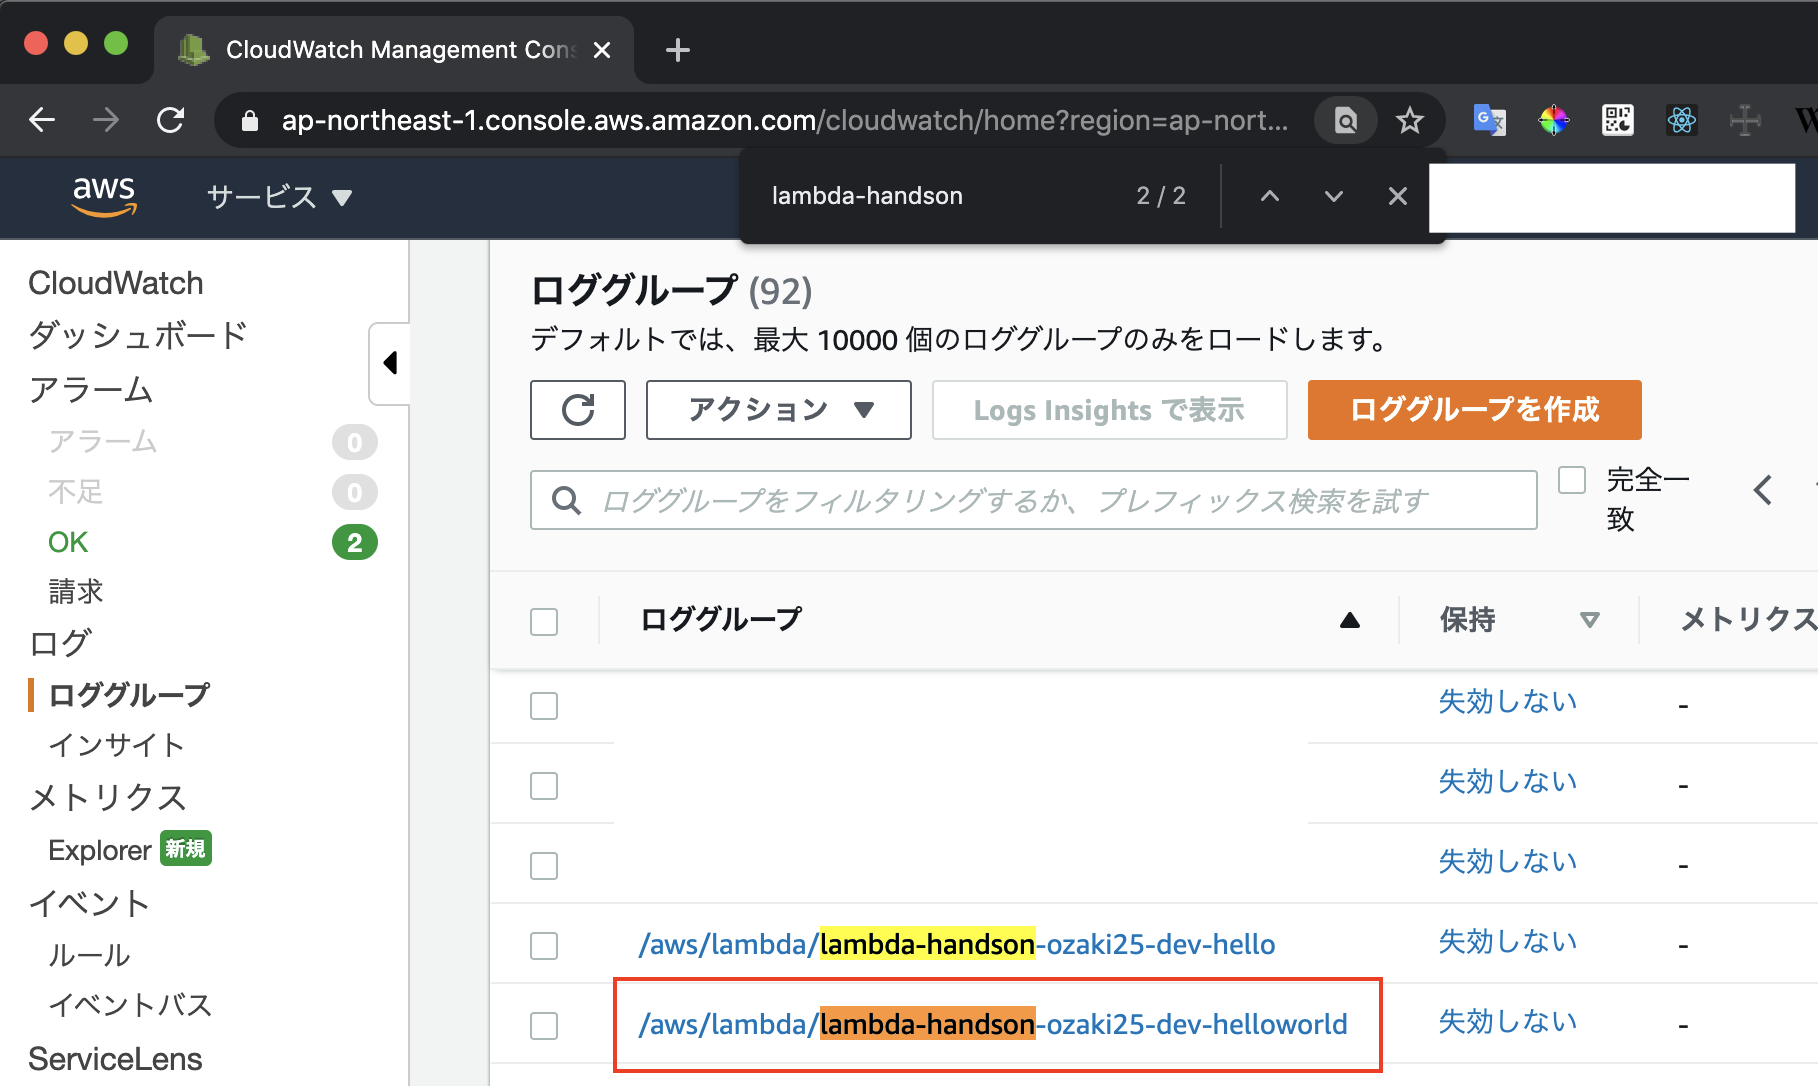 CloudWatch Management Cons
ap-northeast-1.console.aws.amazon.com/cloudwatch/home?region=ap-nort...
aws
サービス
lambda-handson
2 / 2
CloudWatch
ダッシュボード
アラーム
アラーム
0
不足
0
OK
2
請求
ログ
ロググループ
インサイト
メトリクス
Explorer 新規
イベント
ルール
イベントバス
ServiceLens
ロググループ (92)
デフォルトでは、最大 10000 個のロググループのみをロードします。
アクション
Logs Insights で表示
ロググループを作成
ロググループをフィルタリングするか、プレフィックス検索を試す
完全一
致
ロググループ
保持
メトリクス
失効しない
-
失効しない
-
失効しない
-
/aws/lambda/lambda-handson-ozaki25-dev-hello
失効しない
-
/aws/lambda/lambda-handson-ozaki25-dev-helloworld
失効しない
-